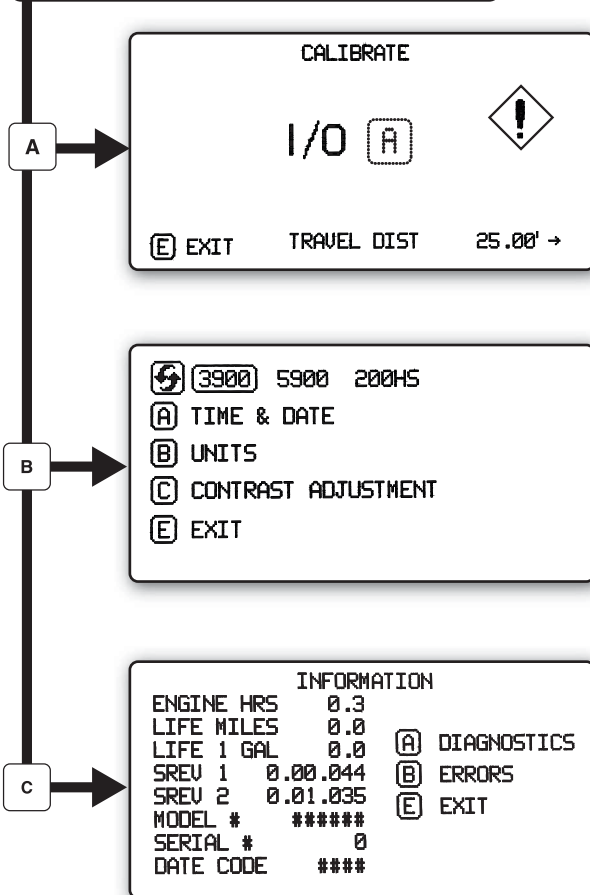 CALIBRATE
A
I/O A
E EXIT TRAVEL DIST 25.00' →
3900 5900 200HS
A TIME & DATE
B
B UNITS
C CONTRAST ADJUSTMENT
E EXIT
INFORMATION
ENGINE HRS 0.3
LIFE MILES 0.0
LIFE 1 GAL 0.0
SREV 1 0.00.044
SREV 2 0.01.035
MODEL # ######
SERIAL # 0
DATE CODE ####
A DIAGNOSTICS
B ERRORS
E EXIT
C